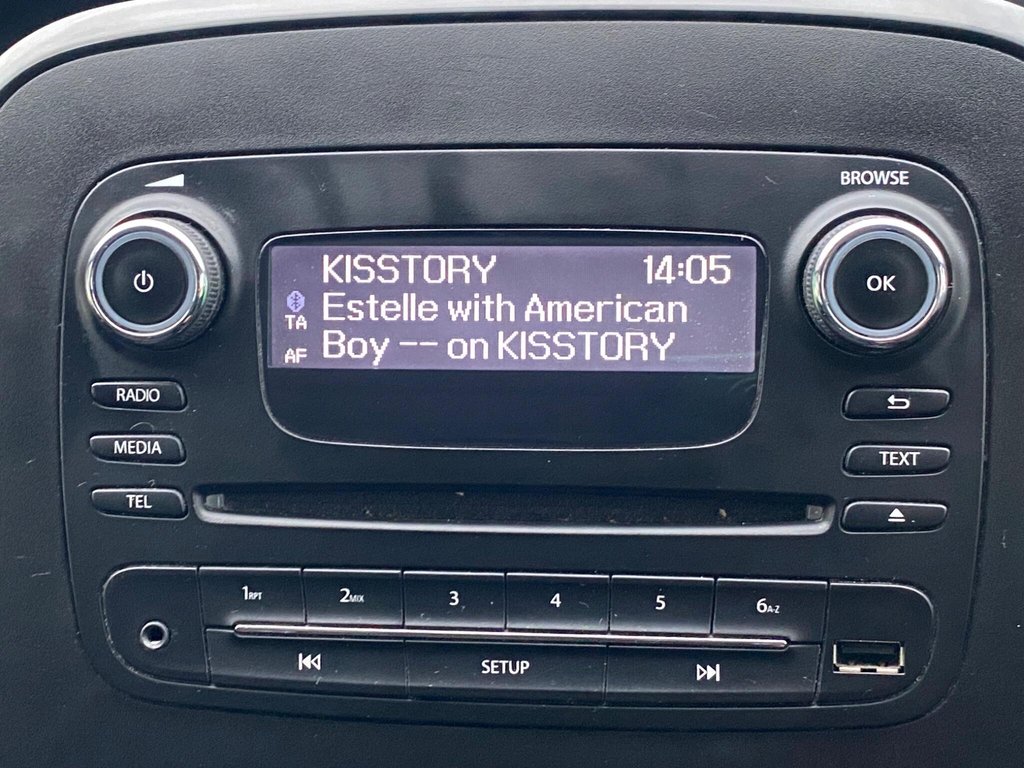 BROWSE
KISSTORY 14:05
Estelle with American
TA
Boy -- on KISSTORY
AF
OK
RADIO
MEDIA
TEXT
TEL
1RPT 2MIX 3 4 5 6A-Z
SETUP